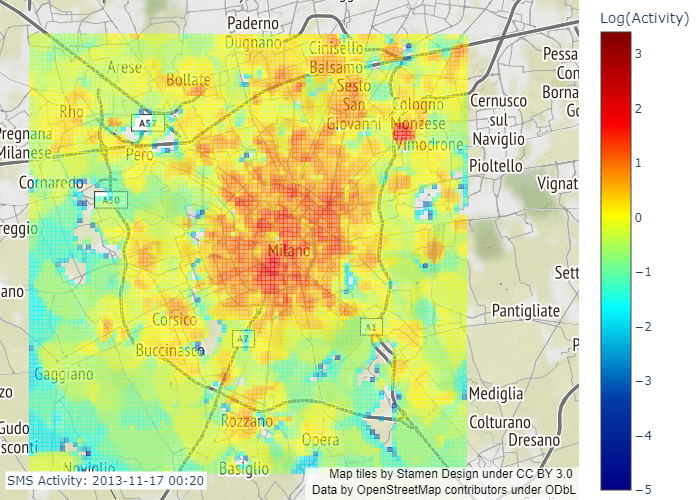 Log(Activity)
3
2
1
0
−1
−2
−3
−4
−5
Paderno
Dugnano
Cinisello
Balsamo
Pessa
Con
Borna
Go
Arese
Bollate
Sesto
San
Giovanni
Cologno
Monzese
Cernusco
sul
Naviglio
Rho
A52
Pregnana
Milanese
Pero
Vimodrone
Pioltello
Cornaredo
A50
Vignat
reggio
Milano
Sett
ano
Corsico
Pantigliate
Buccinasco
A7
A1
P
Gaggiano
zo
Mediglia
Gudo
sconti
Rozzano
Opera
Colturano
Dresano
Noviglio
Basiglio
SMS Activity: 2013-11-17 00:20
Map tiles by Stamen Design under CC BY 3.0
Data by OpenStreetMap contributors under ODbL